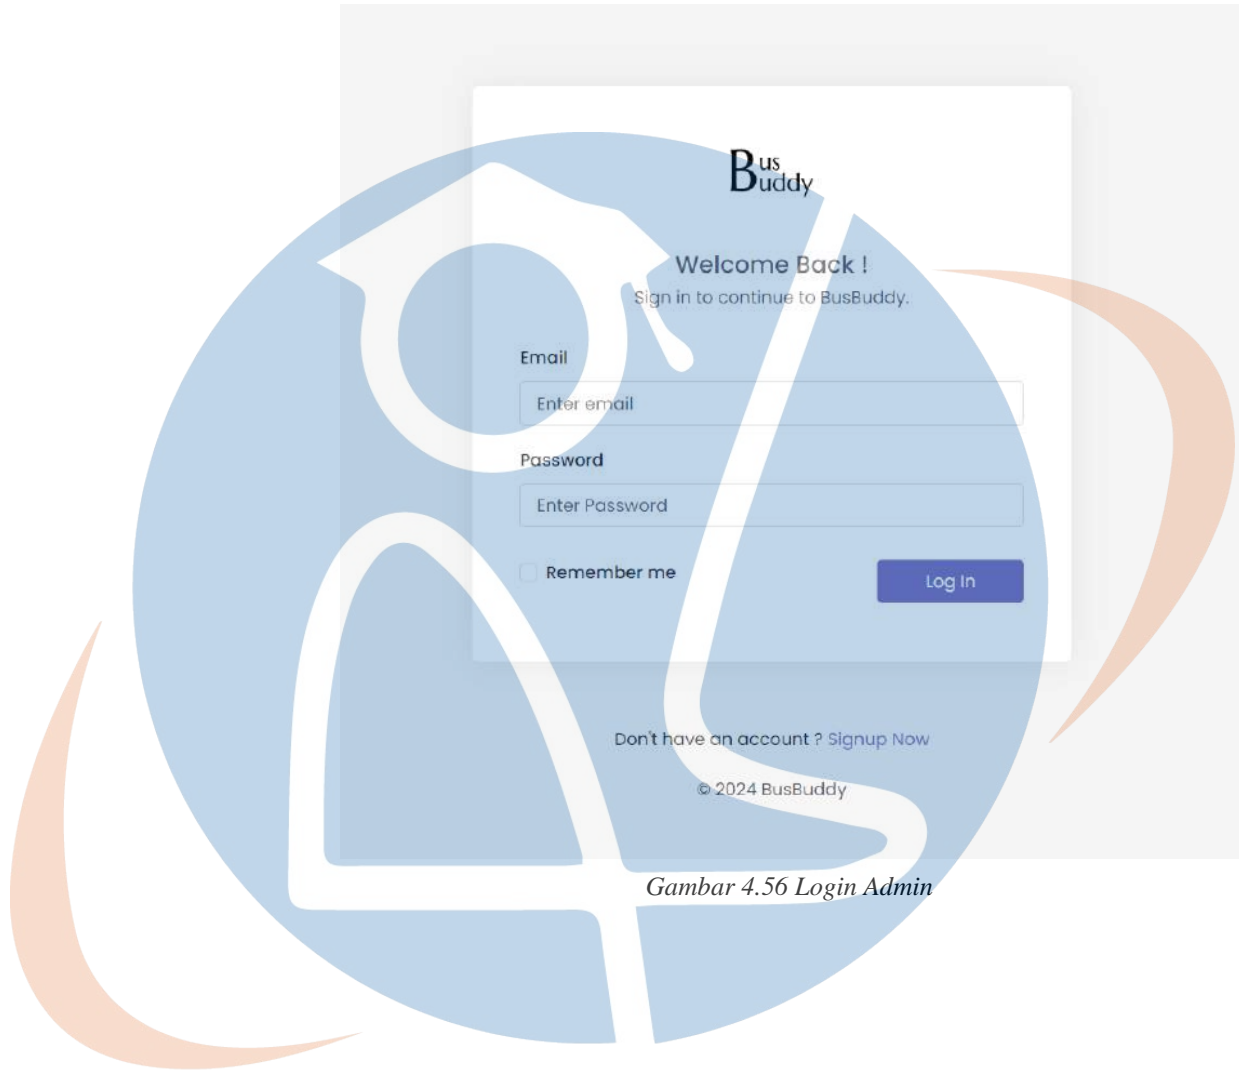 Bus
Buddy
Welcome Back !
Sign in to continue to BusBuddy.
Email
Enter email
Password
Enter Password
Remember me
Log In
Don't have an account ? Signup Now
© 2024 BusBuddy
Gambar 4.56 Login Admin